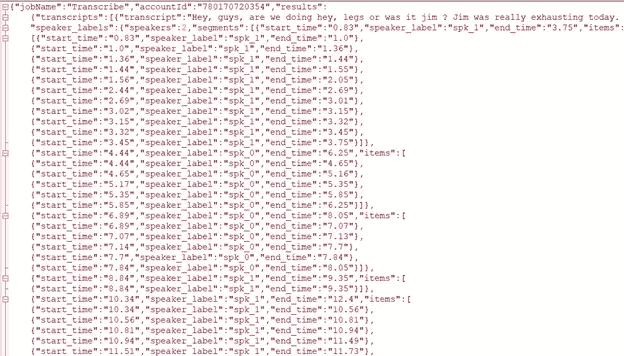 {"jobName":"Transcribe","accountId":"780170720354","results":
{"transcripts":[{"transcript":"Hey, guys, are we doing hey, legs or was it jim ? Jim was really exhausting today.
"speaker_labels":{"speakers":2,"segments":[{"start_time":"0.83","speaker_label":"spk_1","end_time":"3.75","items":
[{"start_time":"0.83","speaker_label":"spk_1","end_time":"1.0"},
{"start_time":"1.0","speaker_label":"spk_1","end_time":"1.36"},
{"start_time":"1.36","speaker_label":"spk_1","end_time":"1.44"},
{"start_time":"1.44","speaker_label":"spk_1","end_time":"1.55"},
{"start_time":"1.56","speaker_label":"spk_1","end_time":"2.05"},
{"start_time":"2.44","speaker_label":"spk_1","end_time":"2.69"},
{"start_time":"2.69","speaker_label":"spk_1","end_time":"3.01"},
{"start_time":"3.02","speaker_label":"spk_1","end_time":"3.15"},
{"start_time":"3.15","speaker_label":"spk_1","end_time":"3.32"},
{"start_time":"3.32","speaker_label":"spk_1","end_time":"3.45"},
{"start_time":"3.45","speaker_label":"spk_1","end_time":"3.75"}]},
{"start_time":"4.44","speaker_label":"spk_0","end_time":"6.25","items":[
{"start_time":"4.44","speaker_label":"spk_0","end_time":"4.65"},
{"start_time":"4.65","speaker_label":"spk_0","end_time":"5.16"},
{"start_time":"5.17","speaker_label":"spk_0","end_time":"5.35"},
{"start_time":"5.35","speaker_label":"spk_0","end_time":"5.85"},
{"start_time":"5.85","speaker_label":"spk_0","end_time":"6.25"}]},
{"start_time":"6.89","speaker_label":"spk_0","end_time":"8.05","items":[
{"start_time":"6.89","speaker_label":"spk_0","end_time":"7.07"},
{"start_time":"7.07","speaker_label":"spk_0","end_time":"7.13"},
{"start_time":"7.14","speaker_label":"spk_0","end_time":"7.7"},
{"start_time":"7.7","speaker_label":"spk_0","end_time":"7.84"},
{"start_time":"7.84","speaker_label":"spk_0","end_time":"8.05"}]},
{"start_time":"8.84","speaker_label":"spk_1","end_time":"9.35","items":[
{"start_time":"8.84","speaker_label":"spk_1","end_time":"9.35"}]},
{"start_time":"10.34","speaker_label":"spk_1","end_time":"12.4","items":[
{"start_time":"10.34","speaker_label":"spk_1","end_time":"10.56"},
{"start_time":"10.56","speaker_label":"spk_1","end_time":"10.81"},
{"start_time":"10.81","speaker_label":"spk_1","end_time":"10.94"},
{"start_time":"10.94","speaker_label":"spk_1","end_time":"11.49"},
{"start_time":"11.51","speaker_label":"spk_1","end_time":"11.73"},